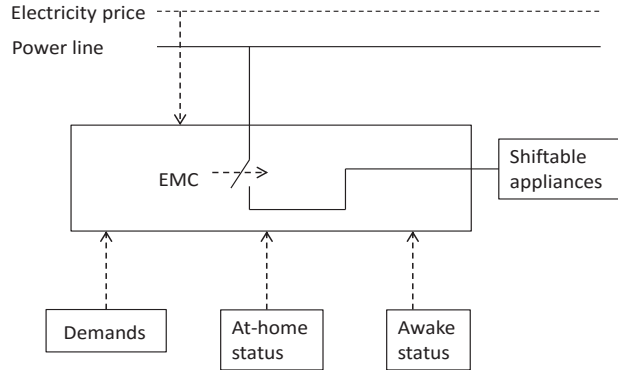 Electricity price
Power line
EMC
Shiftable
appliances
Demands
At-home
status
Awake
status